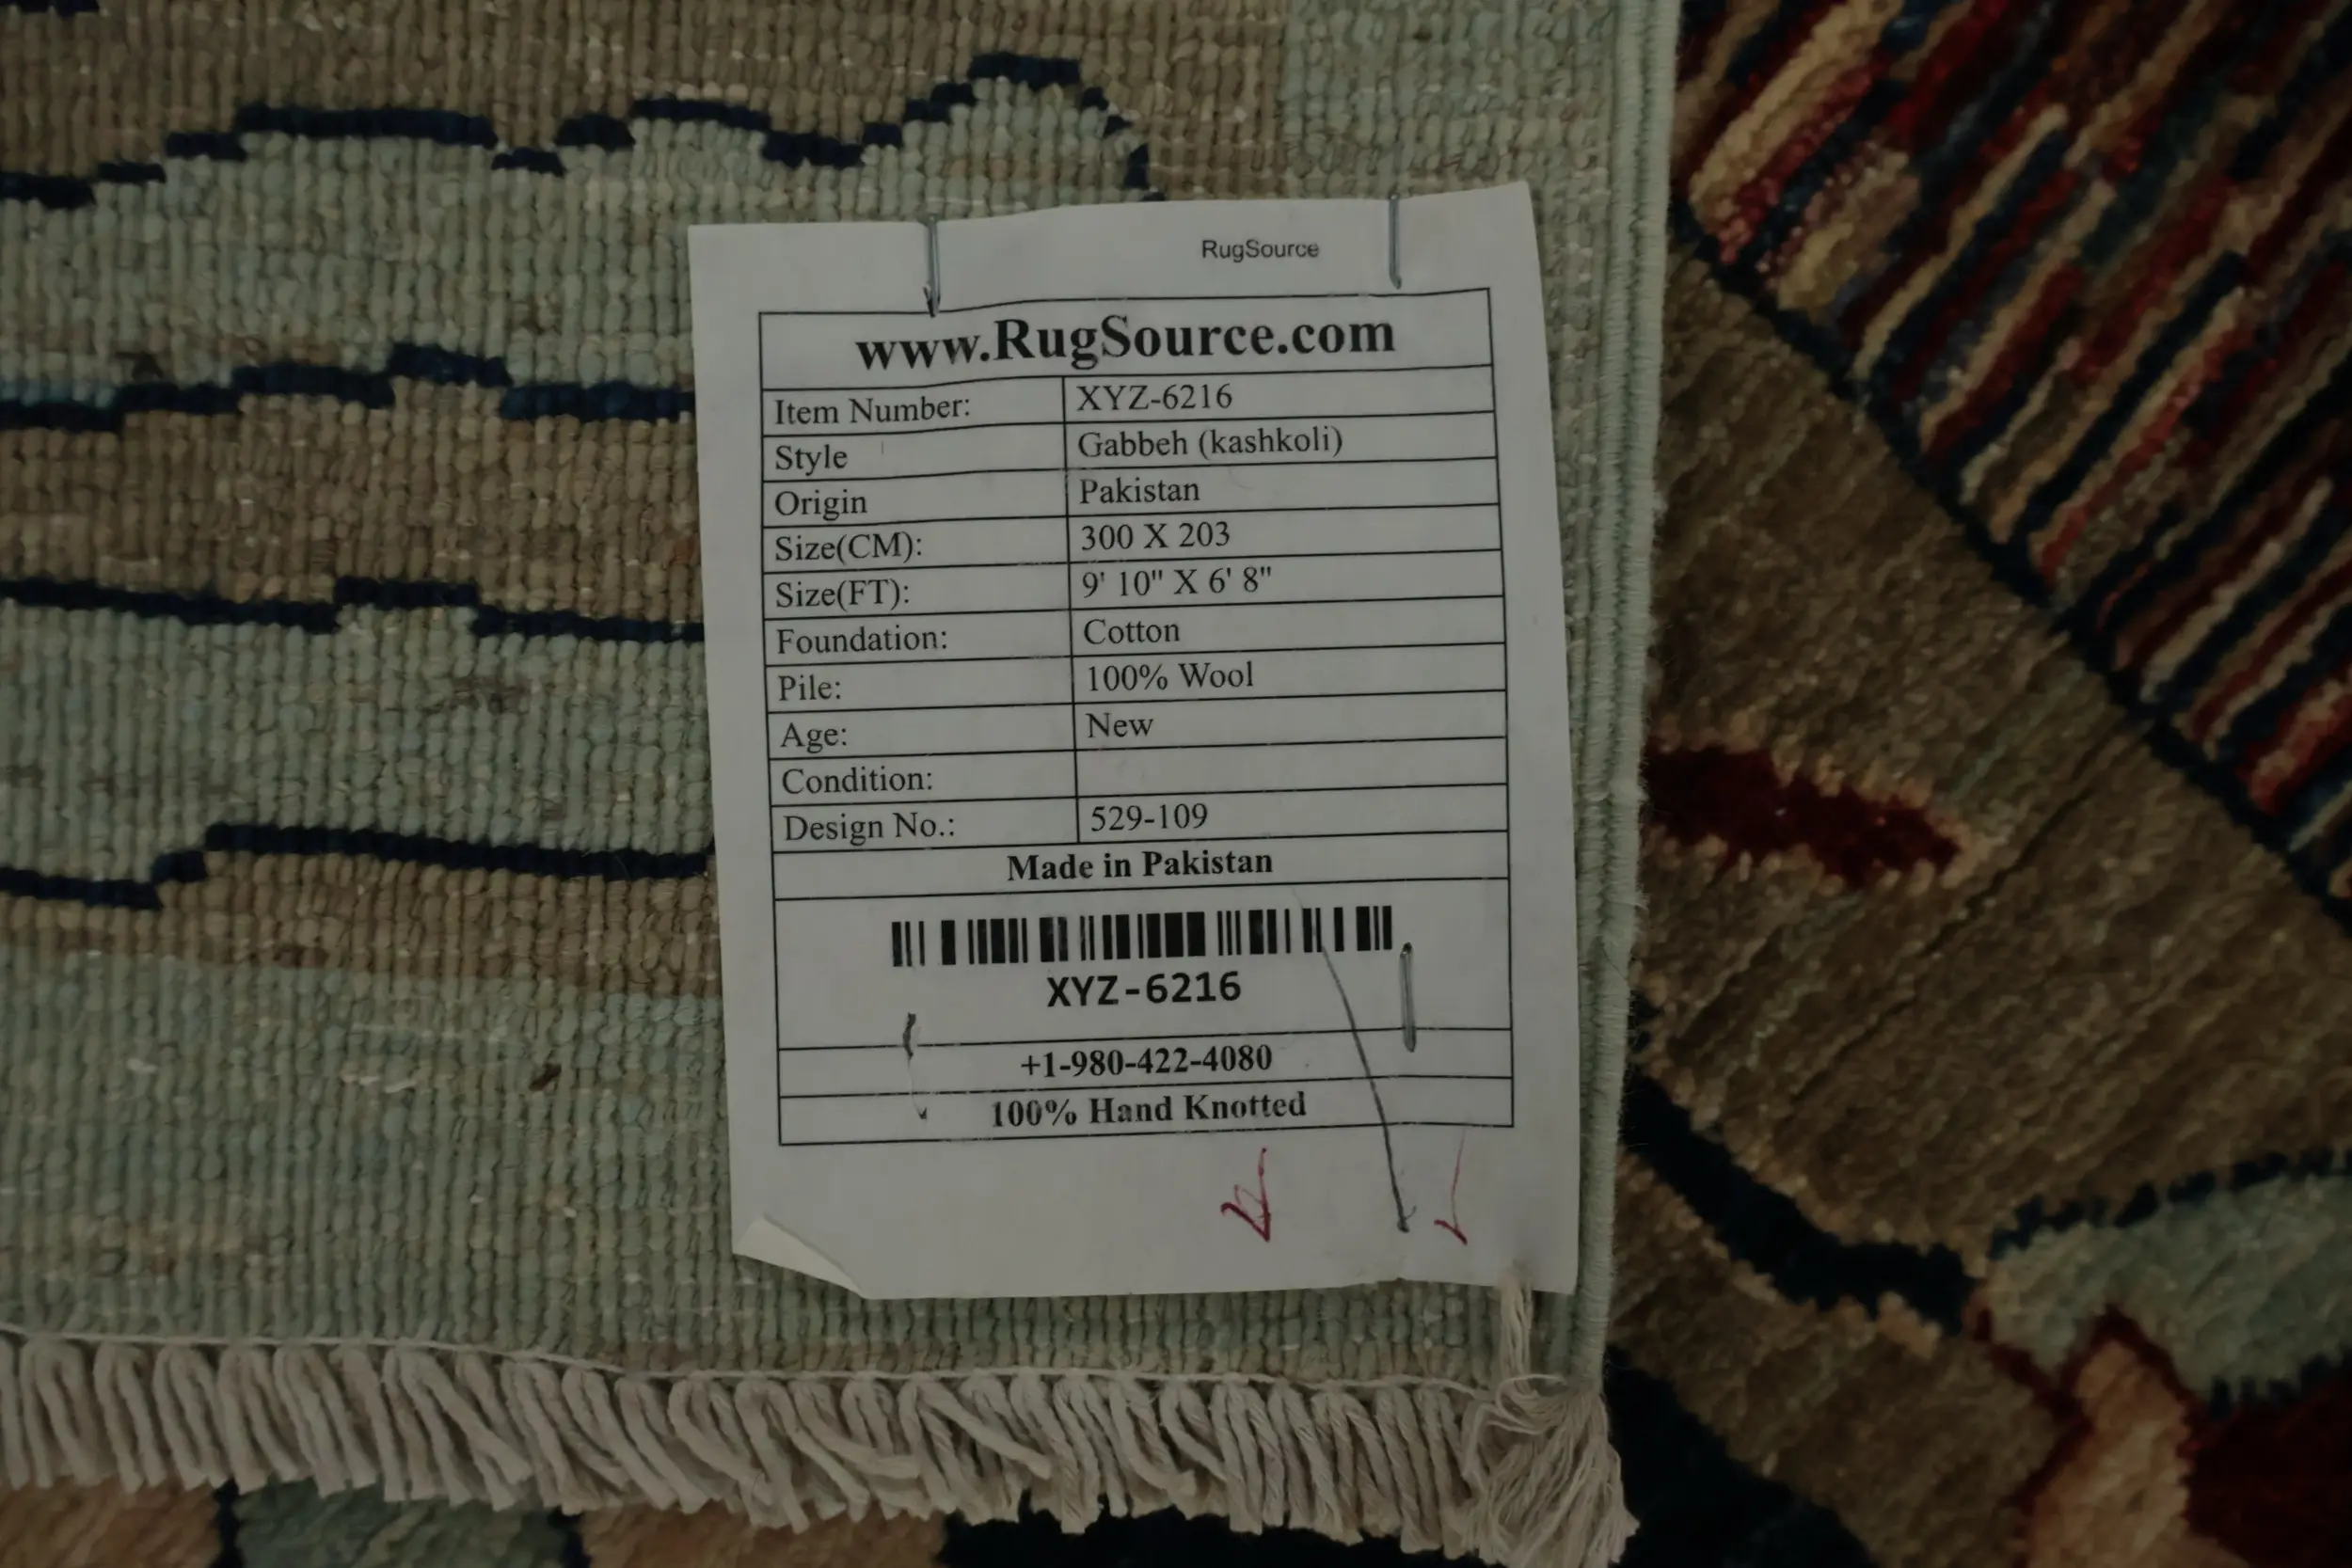 RugSource
www.RugSource.com
Item Number: XYZ-6216
Style Gabbeh (kashkoli)
Origin Pakistan
Size(CM): 300 X 203
Size(FT): 9' 10" X 6' 8"
Foundation: Cotton
Pile: 100% Wool
Age: New
Condition:
Design No.: 529-109
Made in Pakistan
XYZ-6216
+1-980-422-4080
100% Hand Knotted